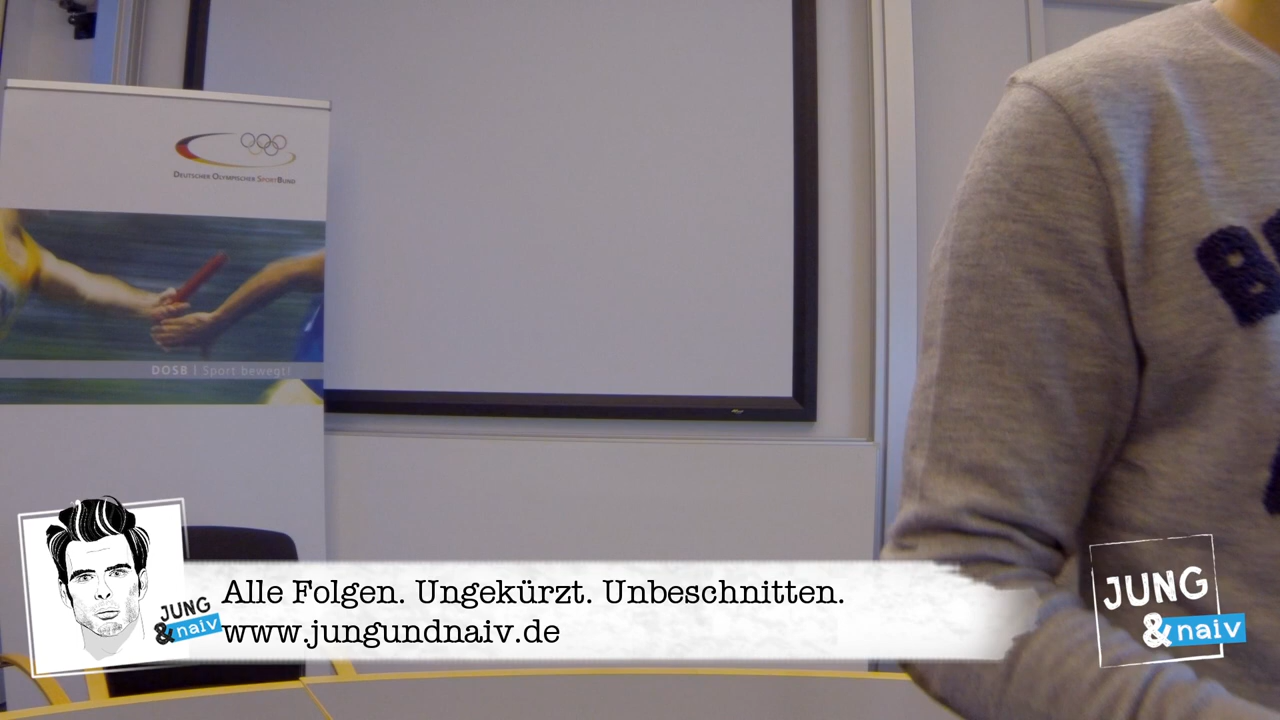 DEUTSCHER OLYMPISCHER SPORTBUND
DOSB | Sport bewegt!
JUNG
& naiv
Alle Folgen. Ungekürzt. Unbeschnitten.
www.jungundnaiv.de
JUNG
& naiv